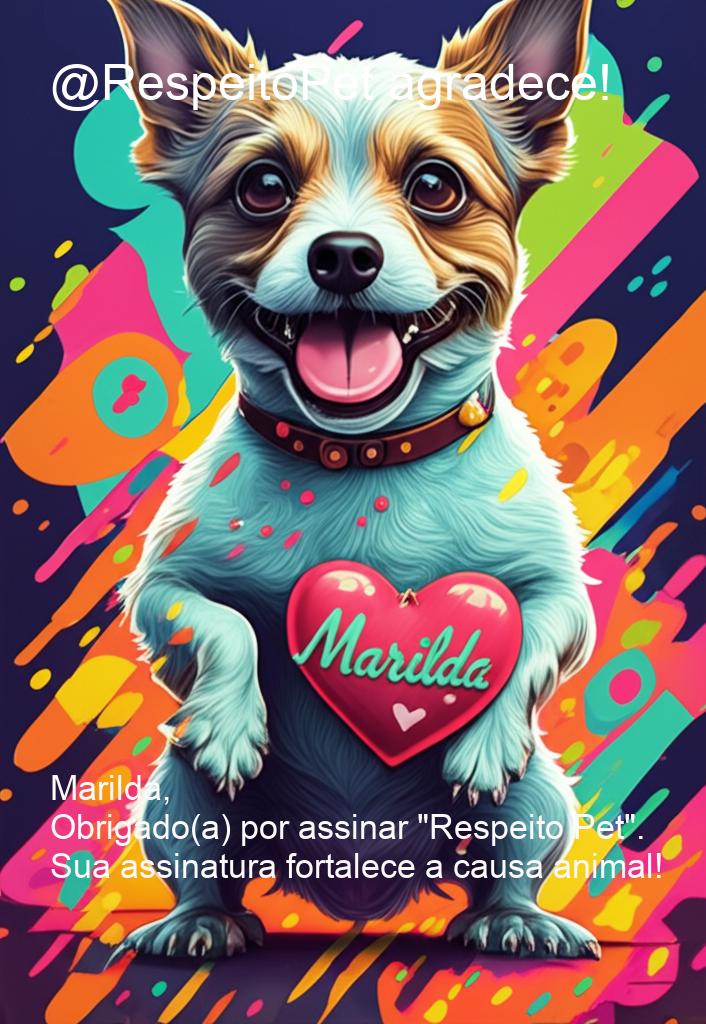 @RespeitoPet agradece!
Marilda
Marilda,
Obrigado(a) por assinar "Respeito Pet".
Sua assinatura fortalece a causa animal!